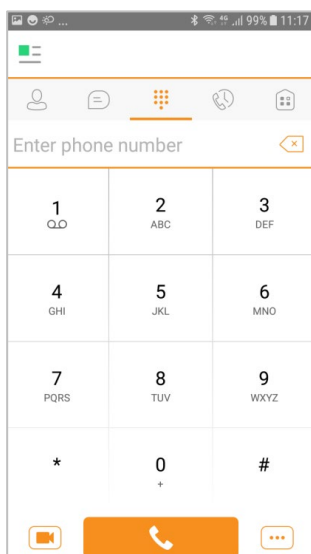 ... 4G 99% 11:17
Enter phone number
1 2 3
ABC DEF
4 5 6
GHI JKL MNO
7 8 9
PQRS TUV WXYZ
* 0 #
+